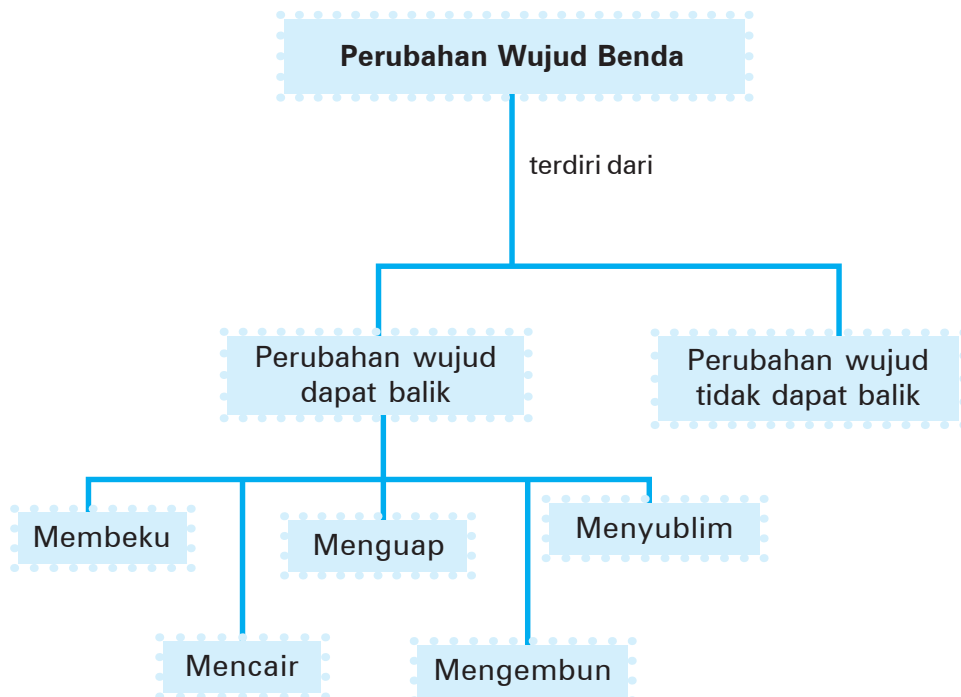 Perubahan Wujud Benda
terdiri dari
Perubahan wujud
dapat balik
Perubahan wujud
tidak dapat balik
Membeku
Menguap
Menyublim
Mencair
Mengembun